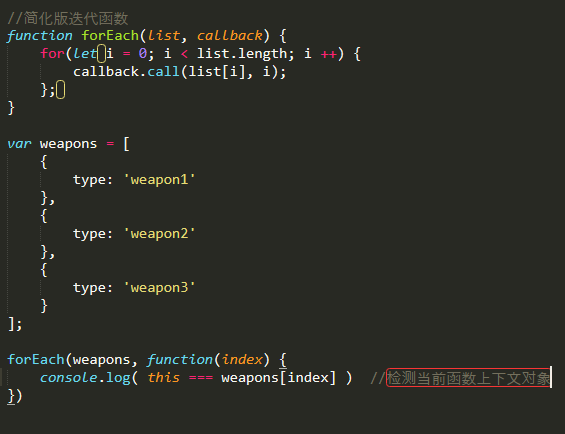 //简化版迭代函数
function forEach(list, callback) {
    for(let i = 0; i < list.length; i ++) {
        callback.call(list[i], i);
    };
}
var weapons = [
    {
        type: 'weapon1'
    },
    {
        type: 'weapon2'
    },
    {
        type: 'weapon3'
    }
];
forEach(weapons, function(index) {
    console.log( this === weapons[index] )  //检测当前函数上下文对象
})